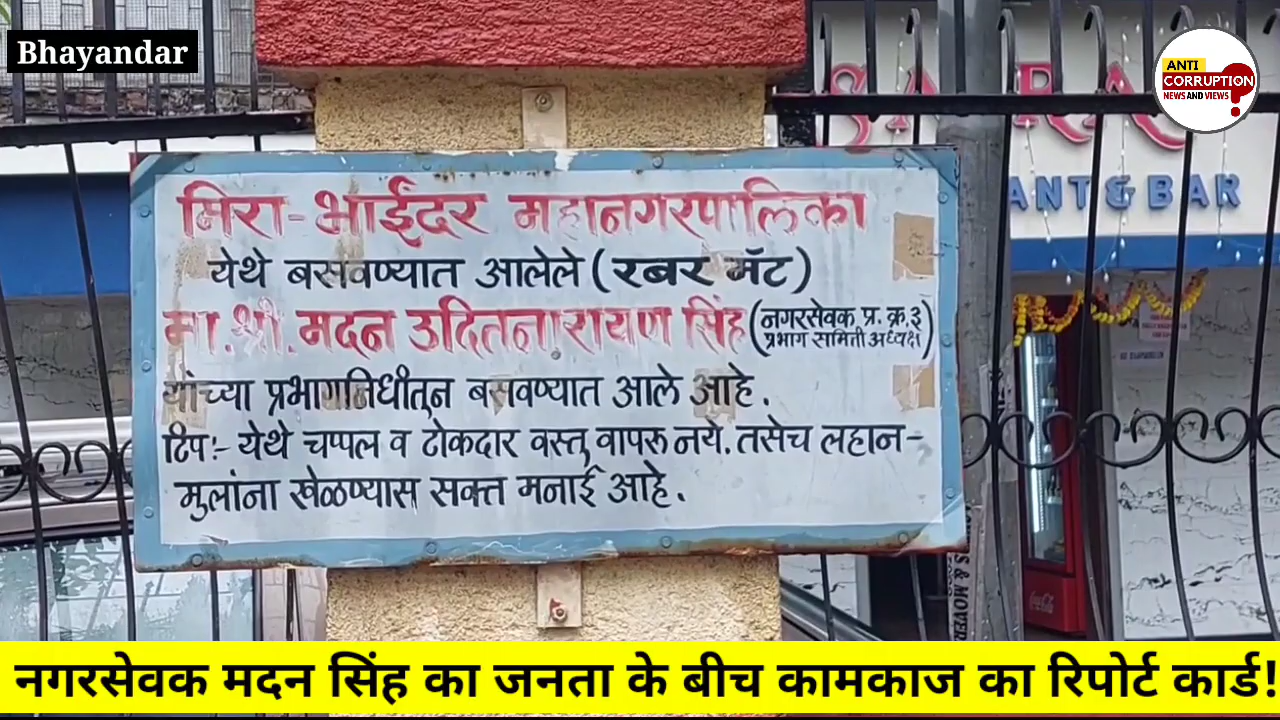 Bhayandar
ANTI
CORRUPTION
NEWS AND VIEWS
ANT & BAR
मिरा-भाईंदर महानगरपालिका
येथे बसवण्यात आलेले (रबर मॅट)
मा.श्री. मदन उदितनारायण सिंह (नगरसेवक प्र. क्र.३)
प्रभाग समिती अध्यक्ष
यांच्या प्रभागनिधीतून बसवण्यात आले आहे.
टिप:- येथे चप्पल व टोकदार वस्तु वापरू नये. तसेच लहान-
मुलांना खेळण्यास सक्त मनाई आहे.
Coca-Cola
नगरसेवक मदन सिंह का जनता के बीच कामकाज का रिपोर्ट कार्ड!